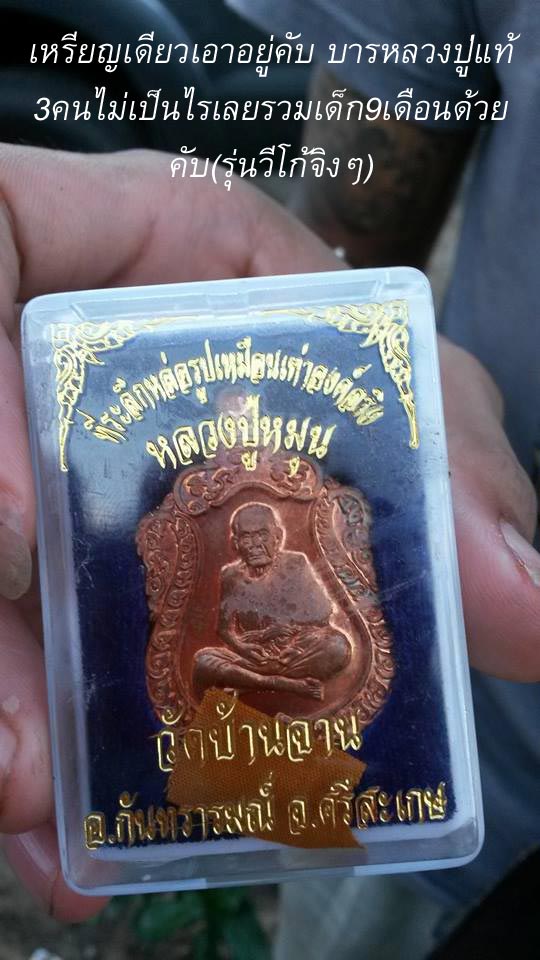 เหรียญเดียวเอาอยู่คับ บารหลวงปู่แท้
3คนไม่เป็นไรเลยรวมเด็ก9เดือนด้วย
คับ(รุ่นวีโก้จิงๆ)
ที่ระลึกหล่อรูปเหมือนเท่าองค์จริง
หลวงปู่หมุน
วัดบ้านจาน
อ.กันทรารมณ์ จ.ศรีสะเกษ